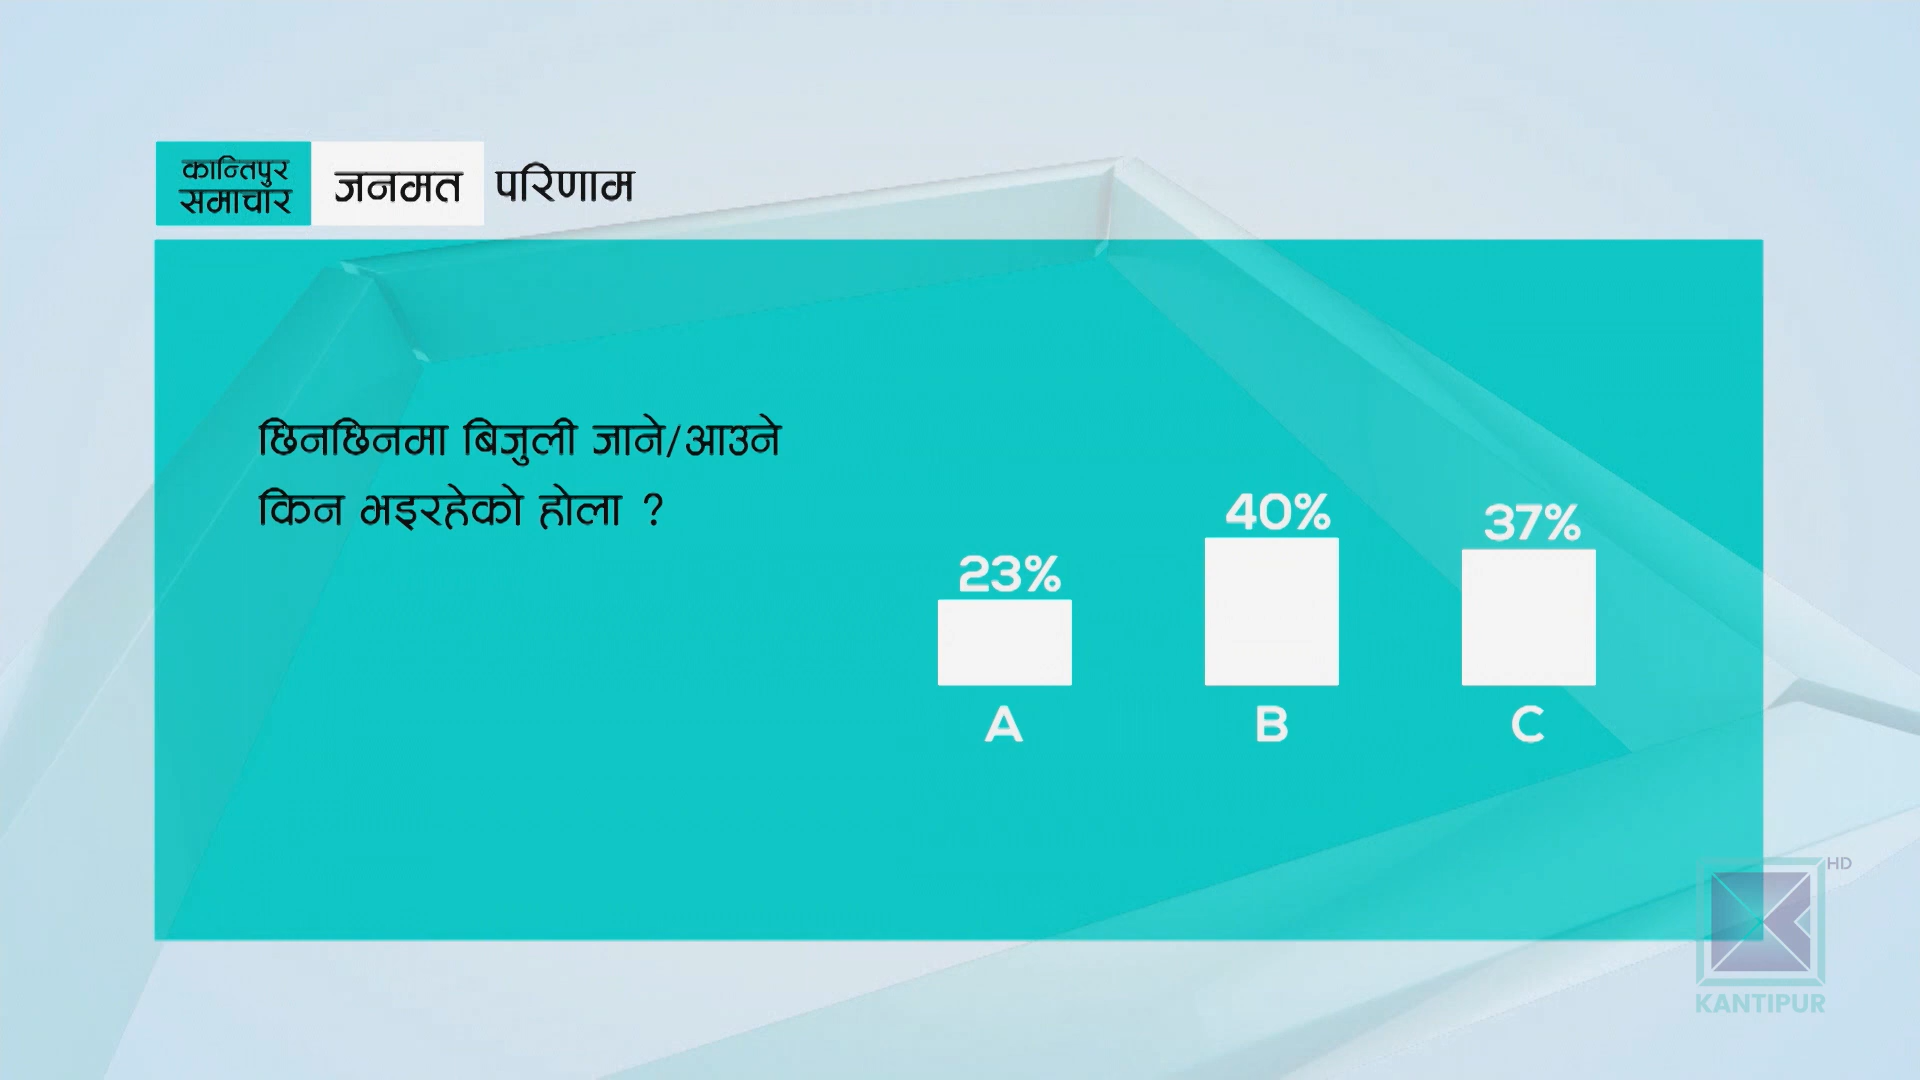 कान्तिपुर
समाचार
जनमत परिणाम
छिनछिनमा बिजुली जाने/आउने
किन भइरहेको होला ?
23% 40% 37%
A B C
HD
KANTIPUR